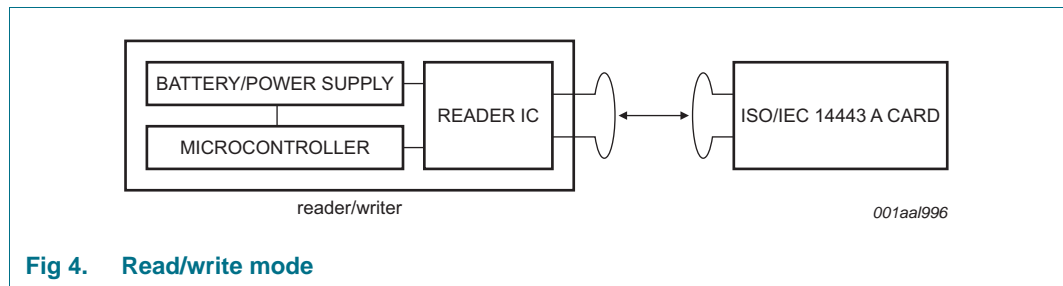 BATTERY/POWER SUPPLY
READER IC
ISO/IEC 14443 A CARD
MICROCONTROLLER
reader/writer
001aal996
Fig 4. Read/write mode